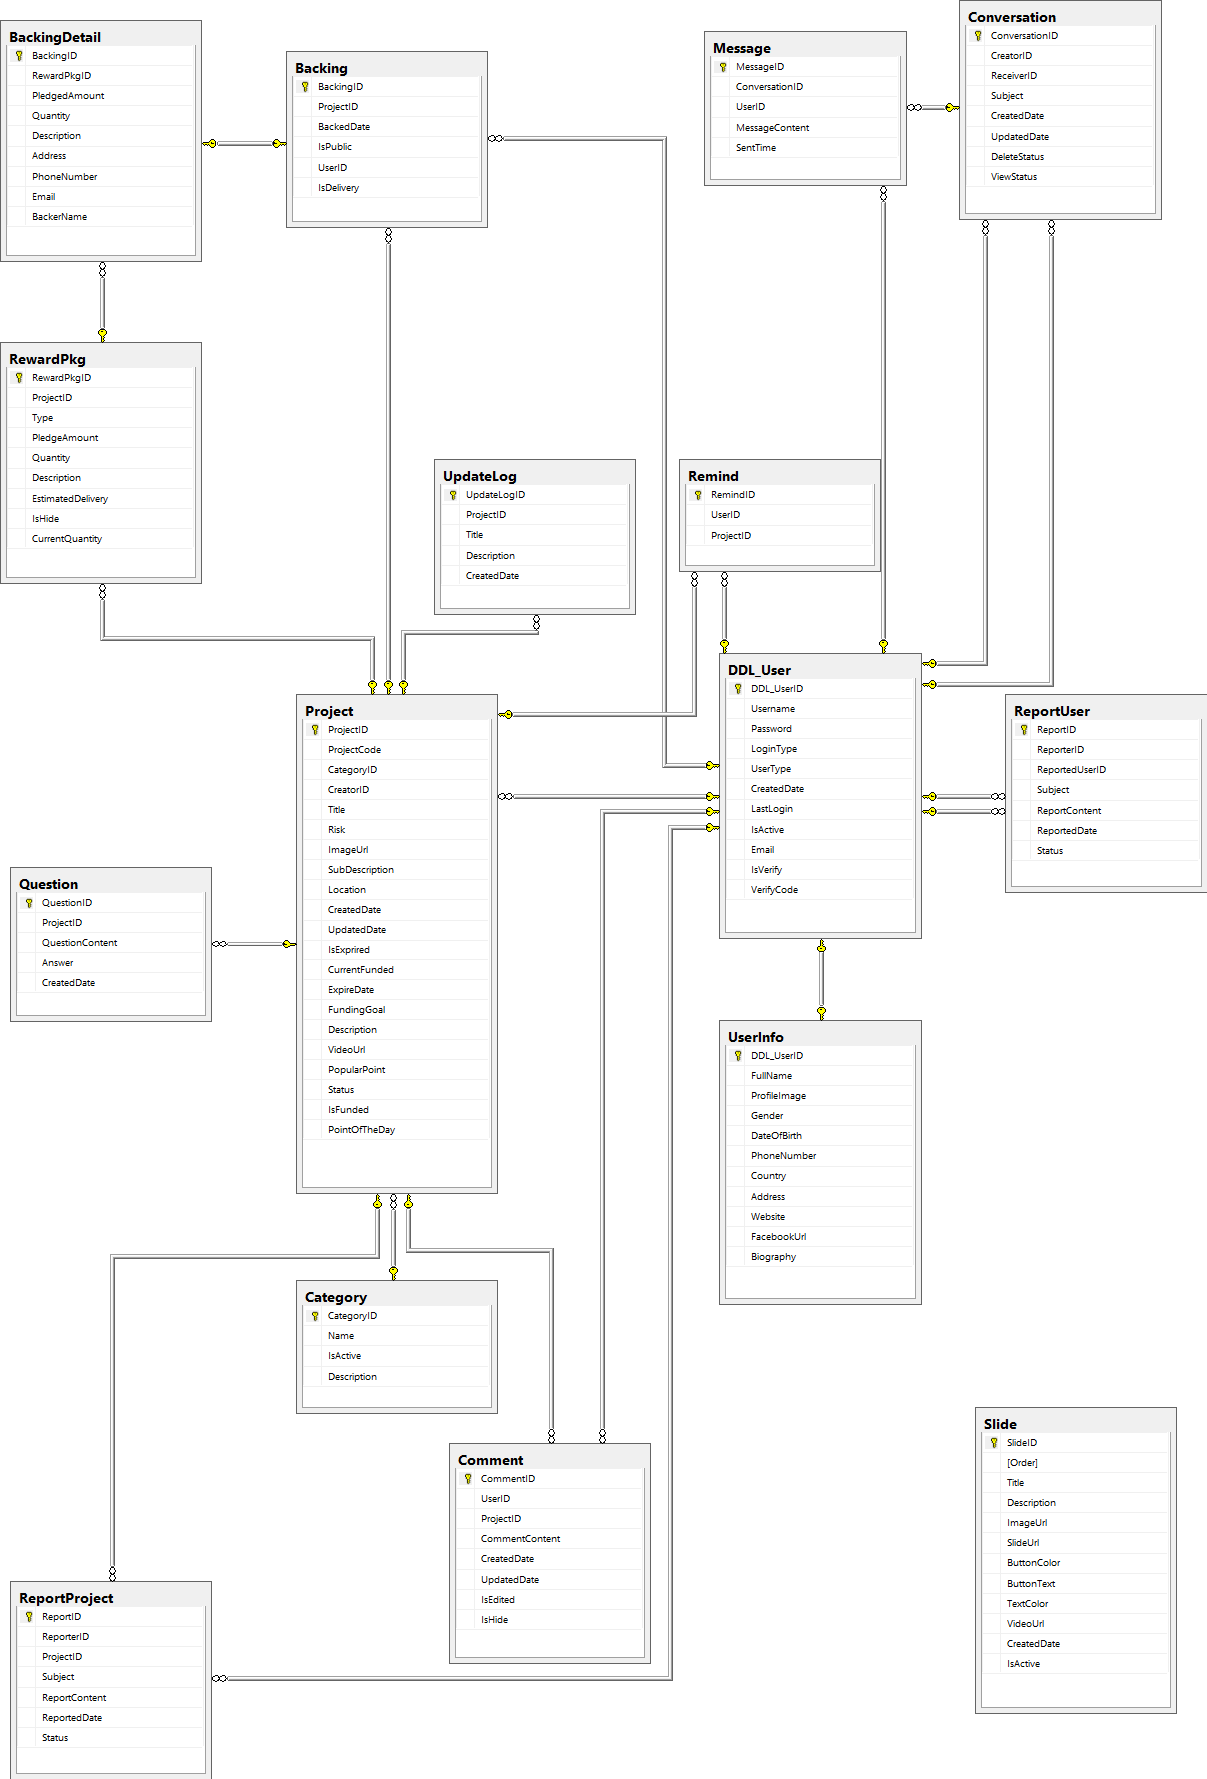 BackingDetail
BackingID
RewardPkgID
PledgedAmount
Quantity
Description
Address
PhoneNumber
Email
BackerName
Backing
BackingID
ProjectID
BackedDate
IsPublic
UserID
IsDelivery
Message
MessageID
ConversationID
UserID
MessageContent
SentTime
Conversation
ConversationID
CreatorID
ReceiverID
Subject
CreatedDate
UpdatedDate
DeleteStatus
ViewStatus
RewardPkg
RewardPkgID
ProjectID
Type
PledgeAmount
Quantity
Description
EstimatedDelivery
IsHide
CurrentQuantity
UpdateLog
UpdateLogID
ProjectID
Title
Description
CreatedDate
Remind
RemindID
UserID
ProjectID
Project
ProjectID
ProjectCode
CategoryID
CreatorID
Title
Risk
ImageUrl
SubDescription
Location
CreatedDate
UpdatedDate
IsExprired
CurrentFunded
ExpireDate
FundingGoal
Description
VideoUrl
PopularPoint
Status
IsFunded
PointOfTheDay
DDL_User
DDL_UserID
Username
Password
LoginType
UserType
CreatedDate
LastLogin
IsActive
Email
IsVerify
VerifyCode
ReportUser
ReportID
ReporterID
ReportedUserID
Subject
ReportContent
ReportedDate
Status
Question
QuestionID
ProjectID
QuestionContent
Answer
CreatedDate
UserInfo
DDL_UserID
FullName
ProfileImage
Gender
DateOfBirth
PhoneNumber
Country
Address
Website
FacebookUrl
Biography
Category
CategoryID
Name
IsActive
Description
Comment
CommentID
UserID
ProjectID
CommentContent
CreatedDate
UpdatedDate
IsEdited
IsHide
Slide
SlideID
[Order]
Title
Description
ImageUrl
SlideUrl
ButtonColor
ButtonText
TextColor
VideoUrl
CreatedDate
IsActive
ReportProject
ReportID
ReporterID
ProjectID
Subject
ReportContent
ReportedDate
Status